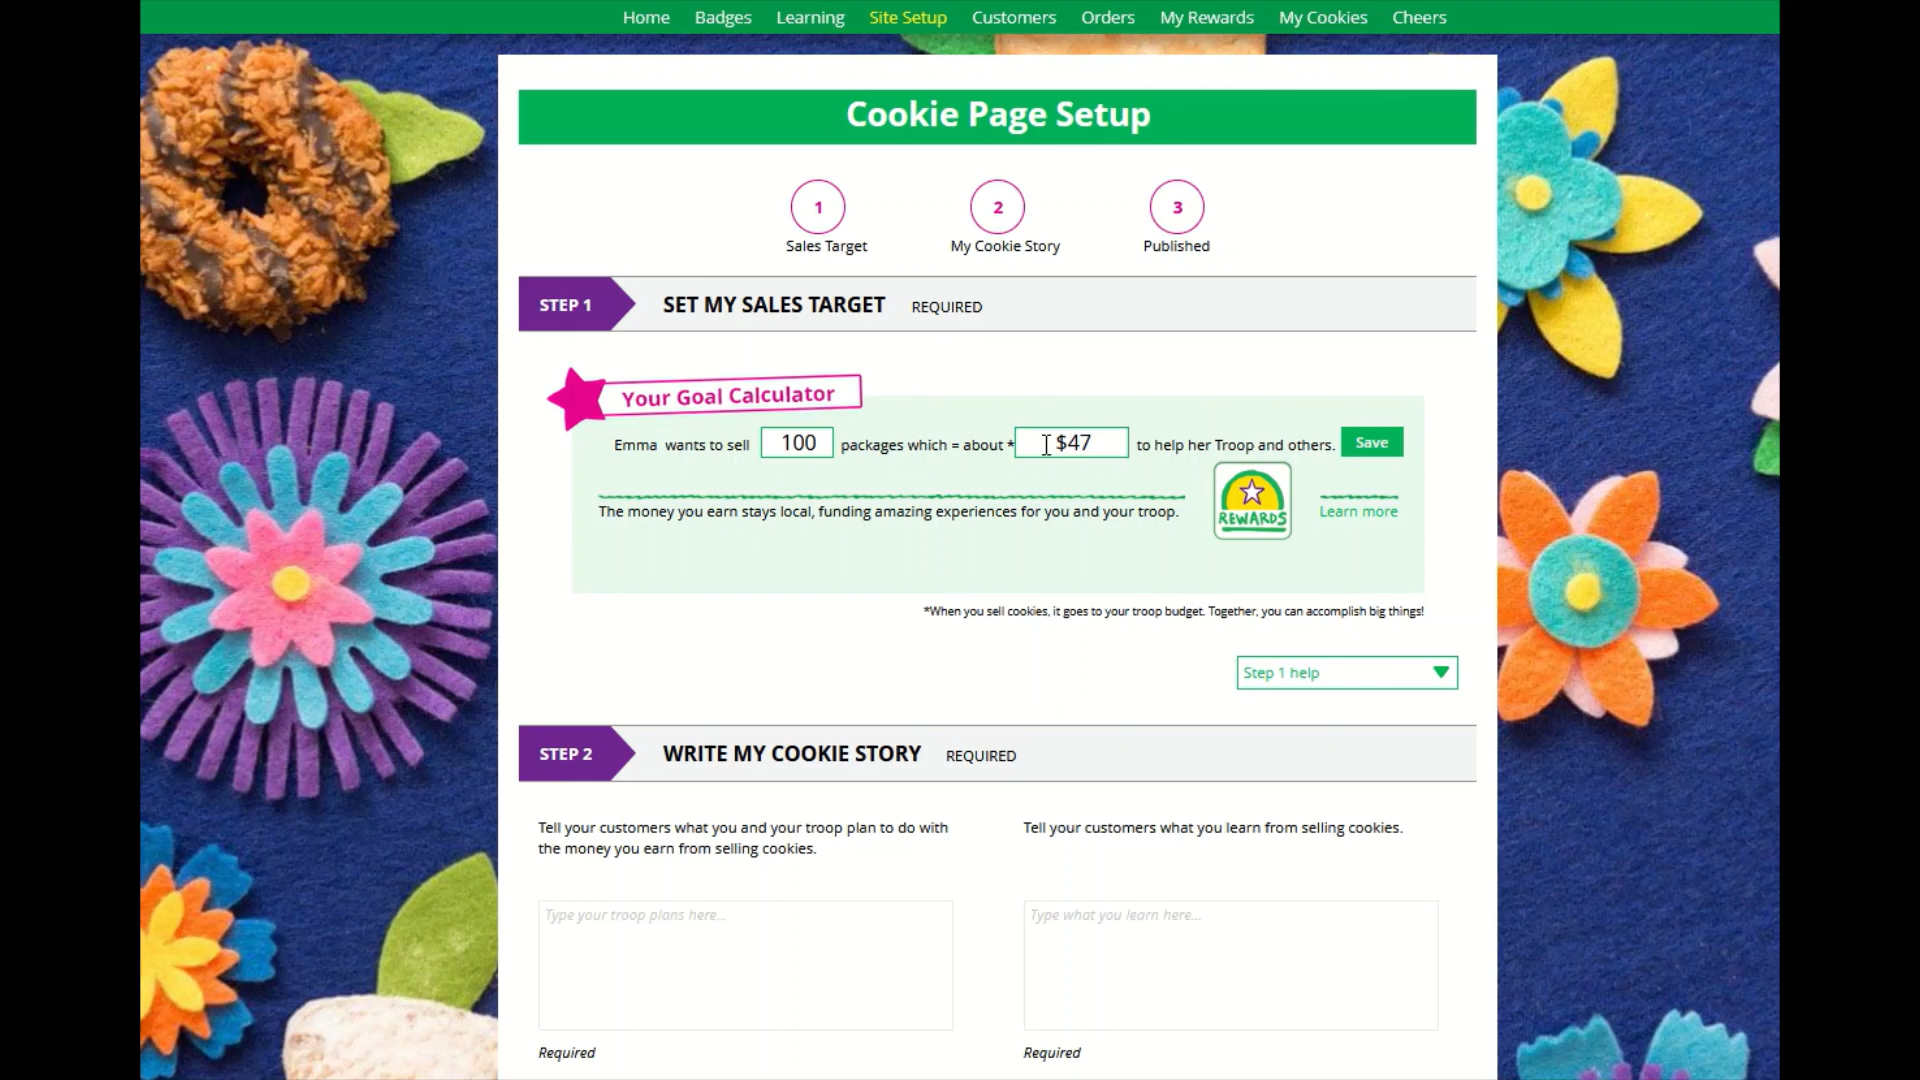 Home Badges Learning Site Setup Customers Orders My Rewards My Cookies Cheers
Cookie Page Setup
1 2 3
Sales Target My Cookie Story Published
STEP 1 SET MY SALES TARGET REQUIRED
Your Goal Calculator
Emma wants to sell 100 packages which = about * $47 to help her Troop and others. Save
REWARDS
The money you earn stays local, funding amazing experiences for you and your troop. Learn more
*When you sell cookies, it goes to your troop budget. Together, you can accomplish big things!
Step 1 help
STEP 2 WRITE MY COOKIE STORY REQUIRED
Tell your customers what you and your troop plan to do with
the money you earn from selling cookies.
Tell your customers what you learn from selling cookies.
Type your troop plans here...
Type what you learn here...
Required
Required